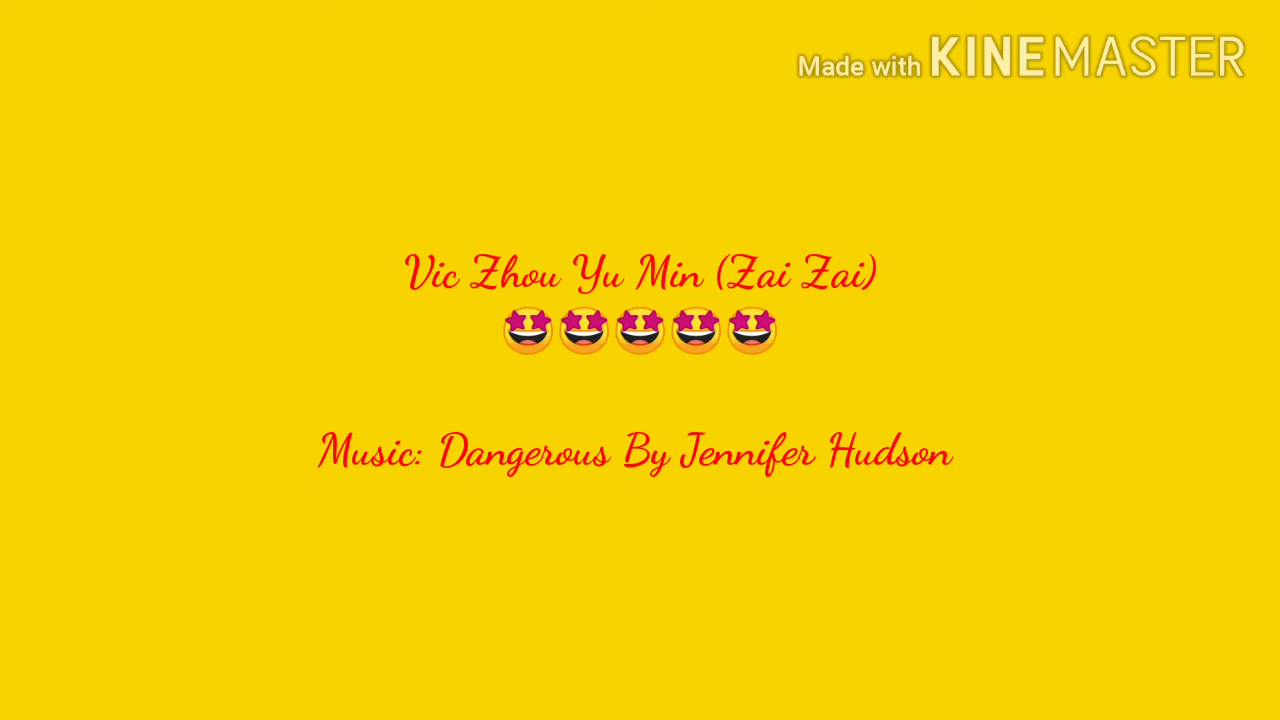 Made with KINEMASTER
Vic Zhou Yu Min (Zai Zai)
🤩🤩🤩🤩🤩
Music: Dangerous By Jennifer Hudson